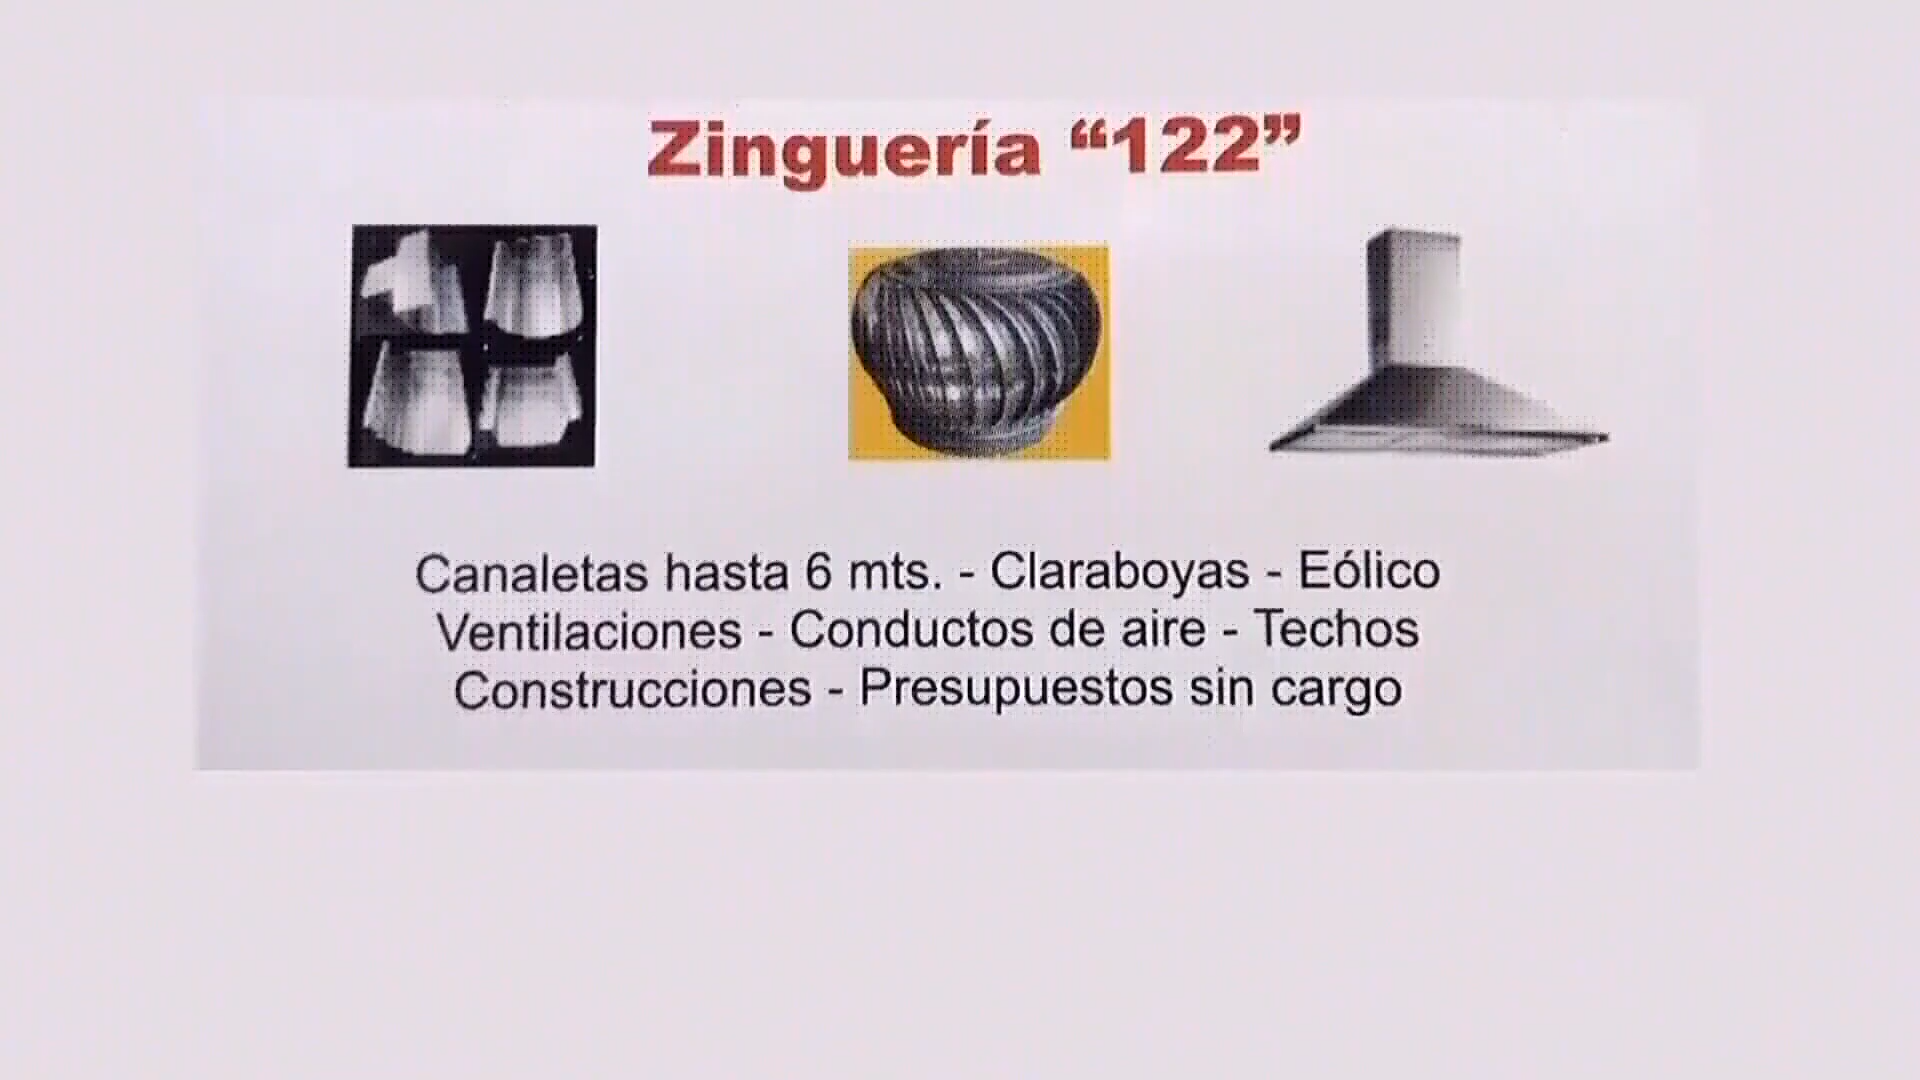 Zinguería “122”
Canaletas hasta 6 mts. - Claraboyas - Eólico
Ventilaciones - Conductos de aire - Techos
Construcciones - Presupuestos sin cargo